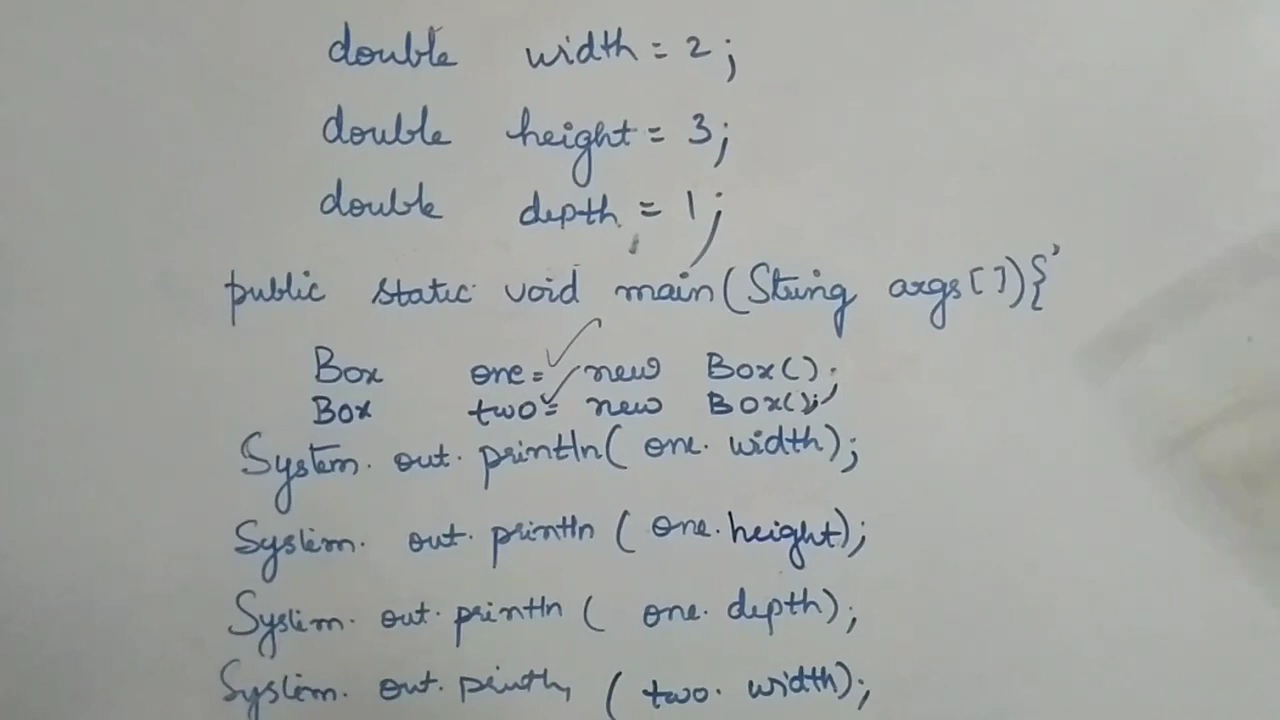 double width = 2;
double height = 3;
double depth = 1;
public static void main(String args[]){
Box one = new Box();
Box two = new Box();
System. out. println( one. width);
System. out. println ( one. height);
System. out. println ( one. depth);
System. out. println ( two. width);